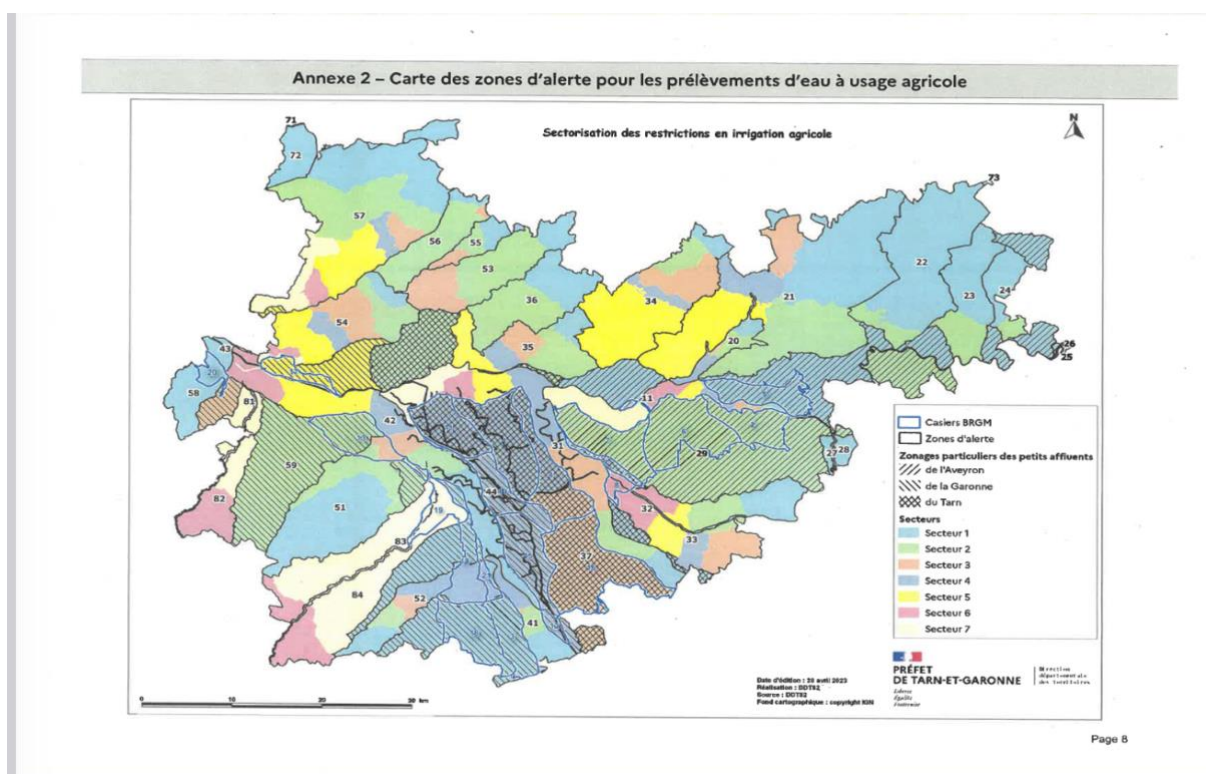 Annexe 2 – Carte des zones d'alerte pour les prélèvements d'eau à usage agricole
Sectorisation des restrictions en irrigation agricole
N
71
72
73
57
56
55
53
22
21
23
24
36
34
54
35
20
26
25
43
58
81
11
42
31
27
28
29
59
44
82
51
19
32
33
83
37
84
52
41
Casiers BRGM
Zones d'alerte
Zonages particuliers des petits affluents
de l'Aveyron
de la Garonne
du Tarn
Secteurs
Secteur 1
Secteur 2
Secteur 3
Secteur 4
Secteur 5
Secteur 6
Secteur 7
PRÉFET
DE TARN-ET-GARONNE
Liberté
Égalité
Fraternité
Direction
départementale
des territoires
Date d'édition : 28 avril 2023
Réalisation : DDT82
Source : DDT82
Fond cartographique : copyright IGN
0 10 20 30 km
Page 8